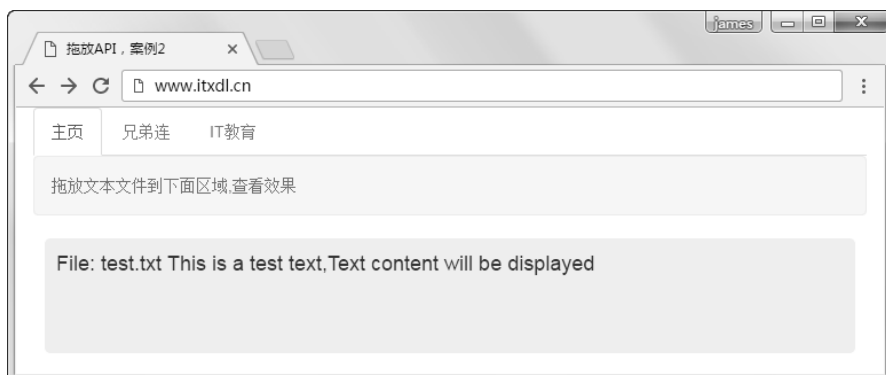 james
拖放API，案例2
www.itxdl.cn
主页 兄弟连 IT教育
拖放文本文件到下面区域,查看效果
File: test.txt This is a test text,Text content will be displayed